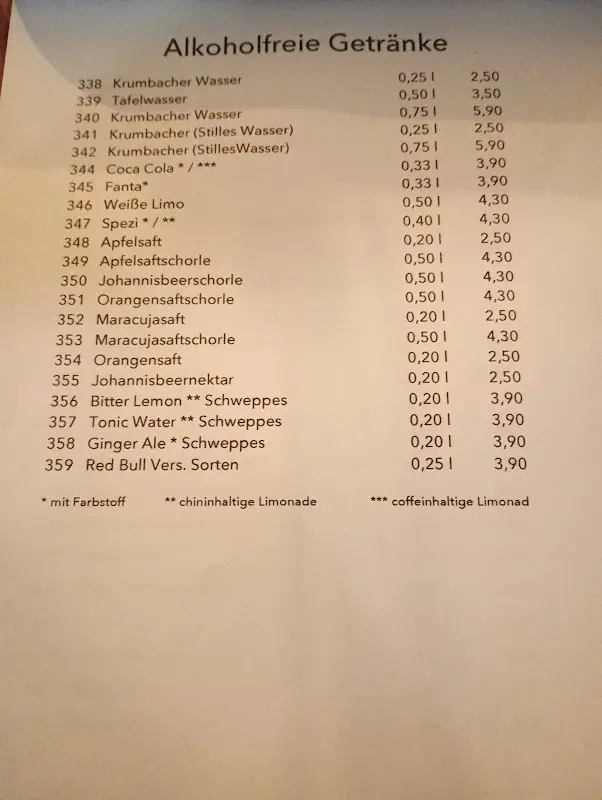 Alkoholfreie Getränke
338 Krumbacher Wasser 0,25 l 2,50
339 Tafelwasser 0,50 l 3,50
340 Krumbacher Wasser 0,75 l 5,90
341 Krumbacher (Stilles Wasser) 0,25 l 2,50
342 Krumbacher (StillesWasser) 0,75 l 5,90
344 Coca Cola * / *** 0,33 l 3,90
345 Fanta* 0,33 l 3,90
346 Weiße Limo 0,50 l 4,30
347 Spezi * / ** 0,40 l 4,30
348 Apfelsaft 0,20 l 2,50
349 Apfelsaftschorle 0,50 l 4,30
350 Johannisbeerschorle 0,50 l 4,30
351 Orangensaftschorle 0,50 l 4,30
352 Maracujasaft 0,20 l 2,50
353 Maracujasaftschorle 0,50 l 4,30
354 Orangensaft 0,20 l 2,50
355 Johannisbeernektar 0,20 l 2,50
356 Bitter Lemon ** Schweppes 0,20 l 3,90
357 Tonic Water ** Schweppes 0,20 l 3,90
358 Ginger Ale * Schweppes 0,20 l 3,90
359 Red Bull Vers. Sorten 0,25 l 3,90
* mit Farbstoff ** chininhaltige Limonade *** coffeinhaltige Limonad